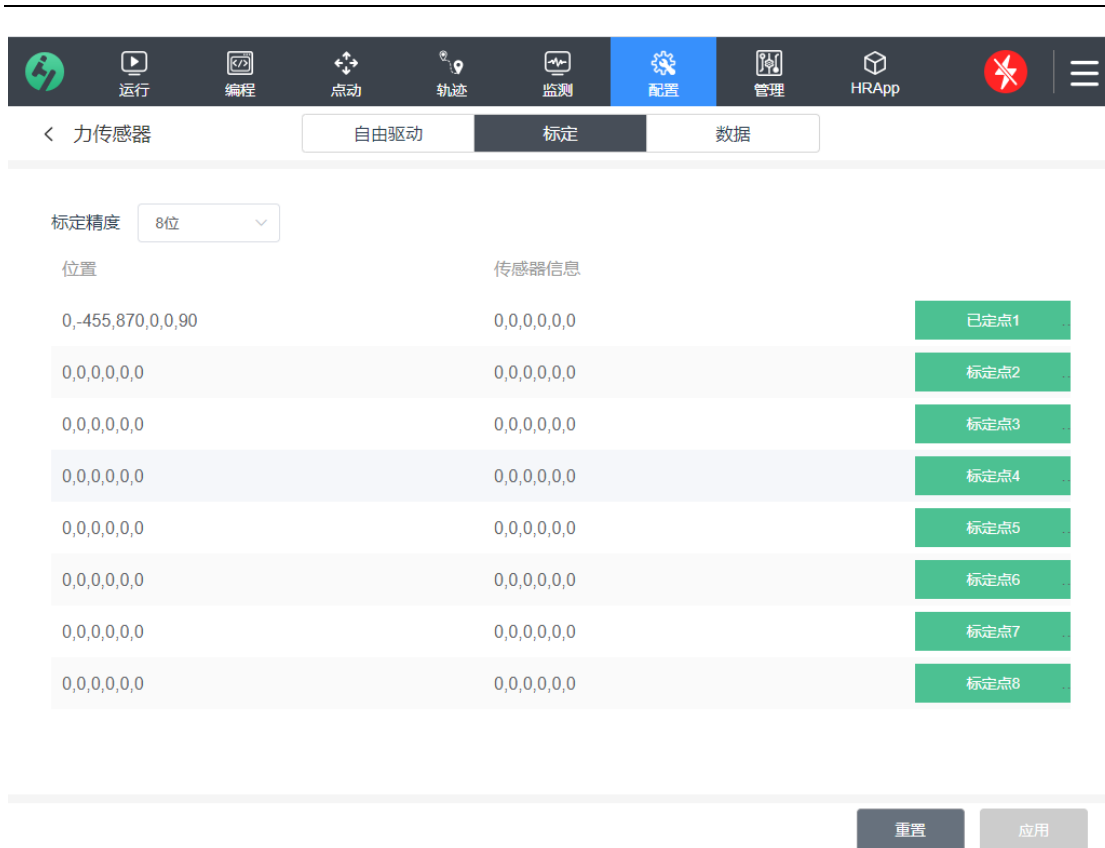 运行 编程 点动 轨迹 监测 配置 管理 HRApp
力传感器 自由驱动 标定 数据
标定精度 8位
位置 传感器信息
0,-455,870,0,0,90 0,0,0,0,0,0 已定点1 ..
0,0,0,0,0,0 0,0,0,0,0,0 标定点2 ..
0,0,0,0,0,0 0,0,0,0,0,0 标定点3 ..
0,0,0,0,0,0 0,0,0,0,0,0 标定点4 ..
0,0,0,0,0,0 0,0,0,0,0,0 标定点5 ..
0,0,0,0,0,0 0,0,0,0,0,0 标定点6 ..
0,0,0,0,0,0 0,0,0,0,0,0 标定点7 ..
0,0,0,0,0,0 0,0,0,0,0,0 标定点8 ..
重置 应用